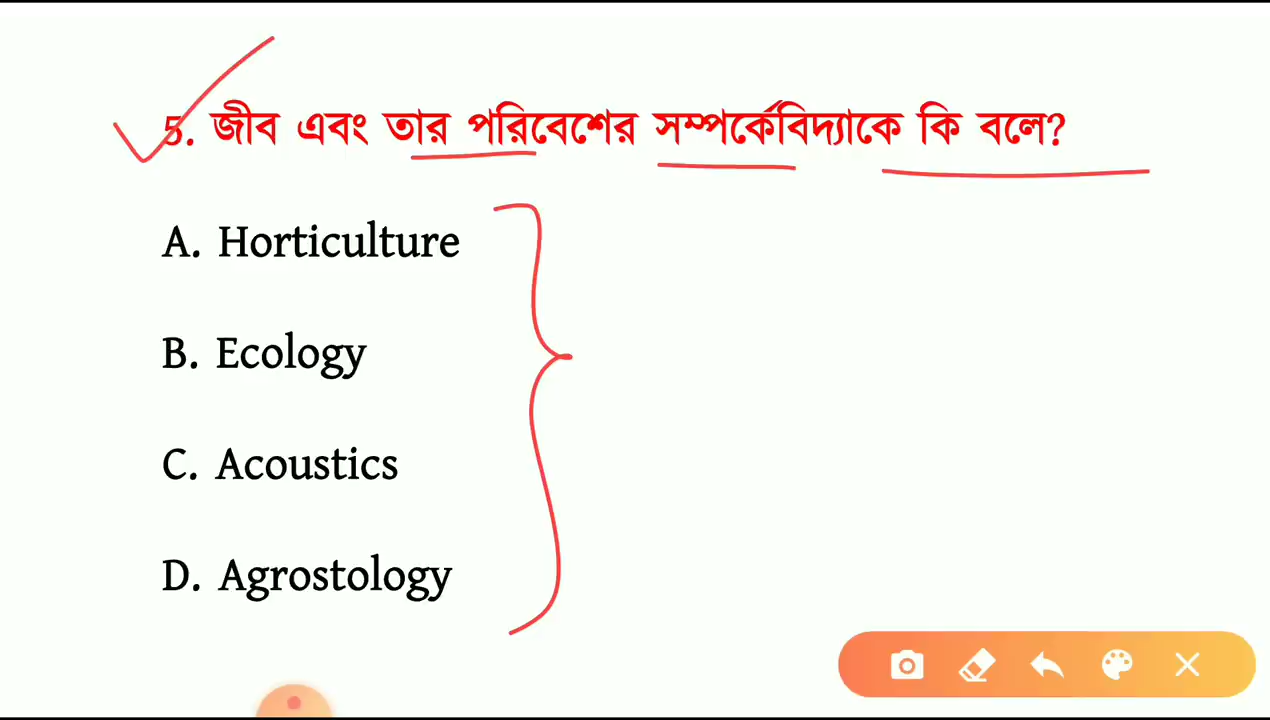 5. জীব এবং তার পরিবেশের সম্পর্কেবিদ্যাকে কি বলে?
A. Horticulture
B. Ecology
C. Acoustics
D. Agrostology